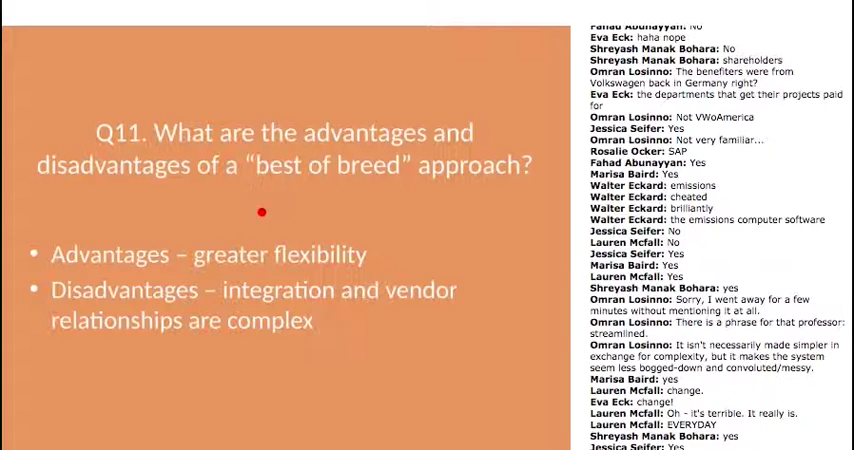 Q11. What are the advantages and
disadvantages of a “best of breed” approach?
• Advantages – greater flexibility
• Disadvantages – integration and vendor
relationships are complex
Fahad Abunayyan: No
Eva Eck: haha nope
Shreyash Manak Bohara: No
Shreyash Manak Bohara: shareholders
Omran Losinno: The benefiters were from
Volkswagen back in Germany right?
Eva Eck: the departments that get their projects paid
for
Omran Losinno: Not VWoAmerica
Jessica Seifer: Yes
Omran Losinno: Not very familiar...
Rosalie Ocker: SAP
Fahad Abunayyan: Yes
Marisa Baird: Yes
Walter Eckard: emissions
Walter Eckard: cheated
Walter Eckard: brilliantly
Walter Eckard: the emissions computer software
Jessica Seifer: No
Lauren Mcfall: No
Jessica Seifer: Yes
Marisa Baird: Yes
Lauren Mcfall: Yes
Shreyash Manak Bohara: yes
Omran Losinno: Sorry, I went away for a few
minutes without mentioning it at all.
Omran Losinno: There is a phrase for that professor:
streamlined.
Omran Losinno: It isn't necessarily made simpler in
exchange for complexity, but it makes the system
seem less bogged-down and convoluted/messy.
Marisa Baird: yes
Lauren Mcfall: change.
Eva Eck: change!
Lauren Mcfall: Oh - it's terrible. It really is.
Lauren Mcfall: EVERYDAY
Shreyash Manak Bohara: yes
Jessica Seifer: Yes